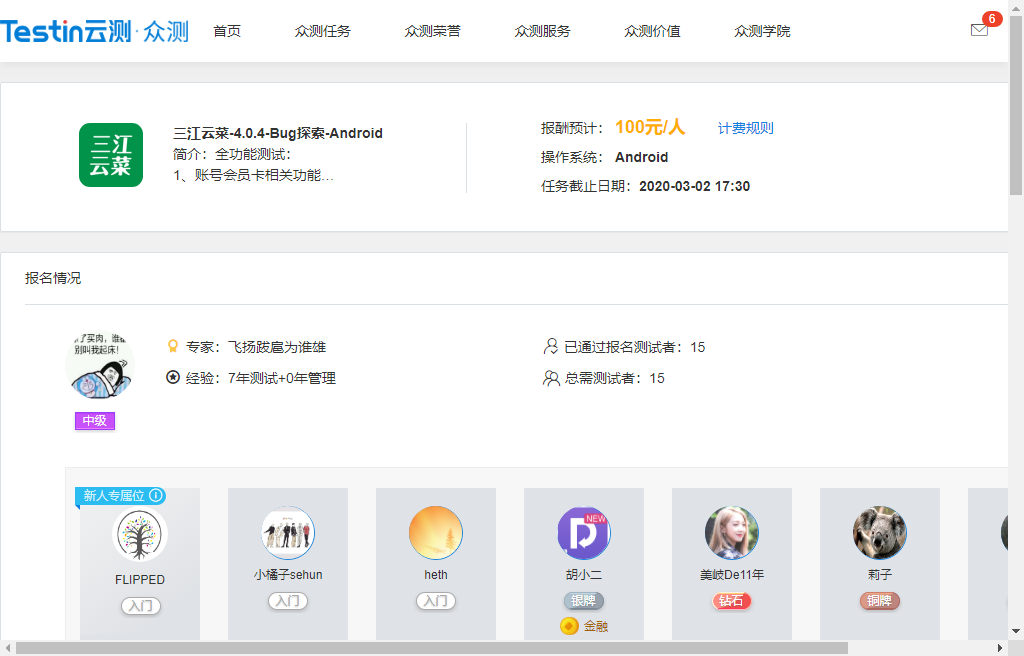 Testin云测·众测 首页 众测任务 众测荣誉 众测服务 众测价值 众测学院 6
三江云菜
三江云菜-4.0.4-Bug探索-Android
简介：全功能测试：
1、账号会员卡相关功能…
报酬预计： 100元/人 计费规则
操作系统： Android
任务截止日期：2020-03-02 17:30
报名情况
别叫我起床！
中级
专家：飞扬跋扈为谁雄
经验：7年测试+0年管理
已通过报名测试者：15
总需测试者：15
新人专属位
FLIPPED
入门
小橘子sehun
入门
heth
入门
NEW
胡小二
银牌
金融
美岐De11年
钻石
莉子
铜牌